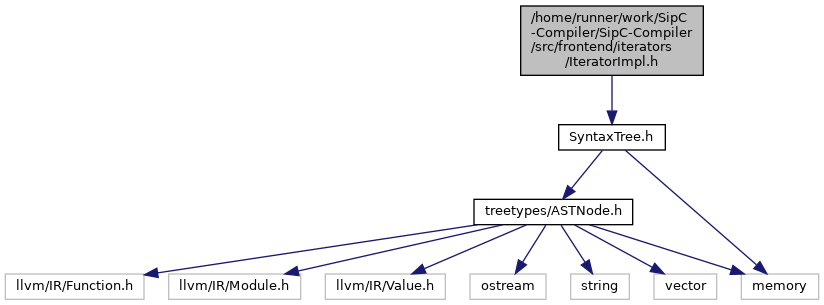 /home/runner/work/SipC
-Compiler/SipC-Compiler
/src/frontend/iterators
/IteratorImpl.h
SyntaxTree.h
treetypes/ASTNode.h
llvm/IR/Function.h
llvm/IR/Module.h
llvm/IR/Value.h
ostream
string
vector
memory